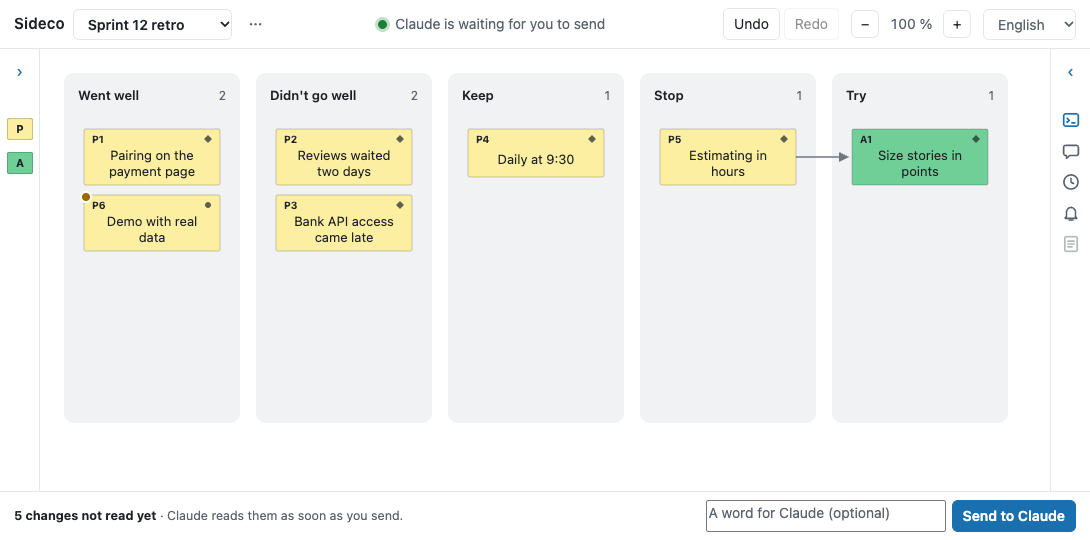 Sideco
Sprint 12 retro
···
Claude is waiting for you to send
Undo
Redo
−
100 %
+
English
P
A
Went well 2
P1
Pairing on the
payment page
P6
Demo with real
data
Didn't go well 2
P2
Reviews waited
two days
P3
Bank API access
came late
Keep 1
P4
Daily at 9:30
Stop 1
P5
Estimating in
hours
Try 1
A1
Size stories in
points
5 changes not read yet · Claude reads them as soon as you send.
A word for Claude (optional)
Send to Claude